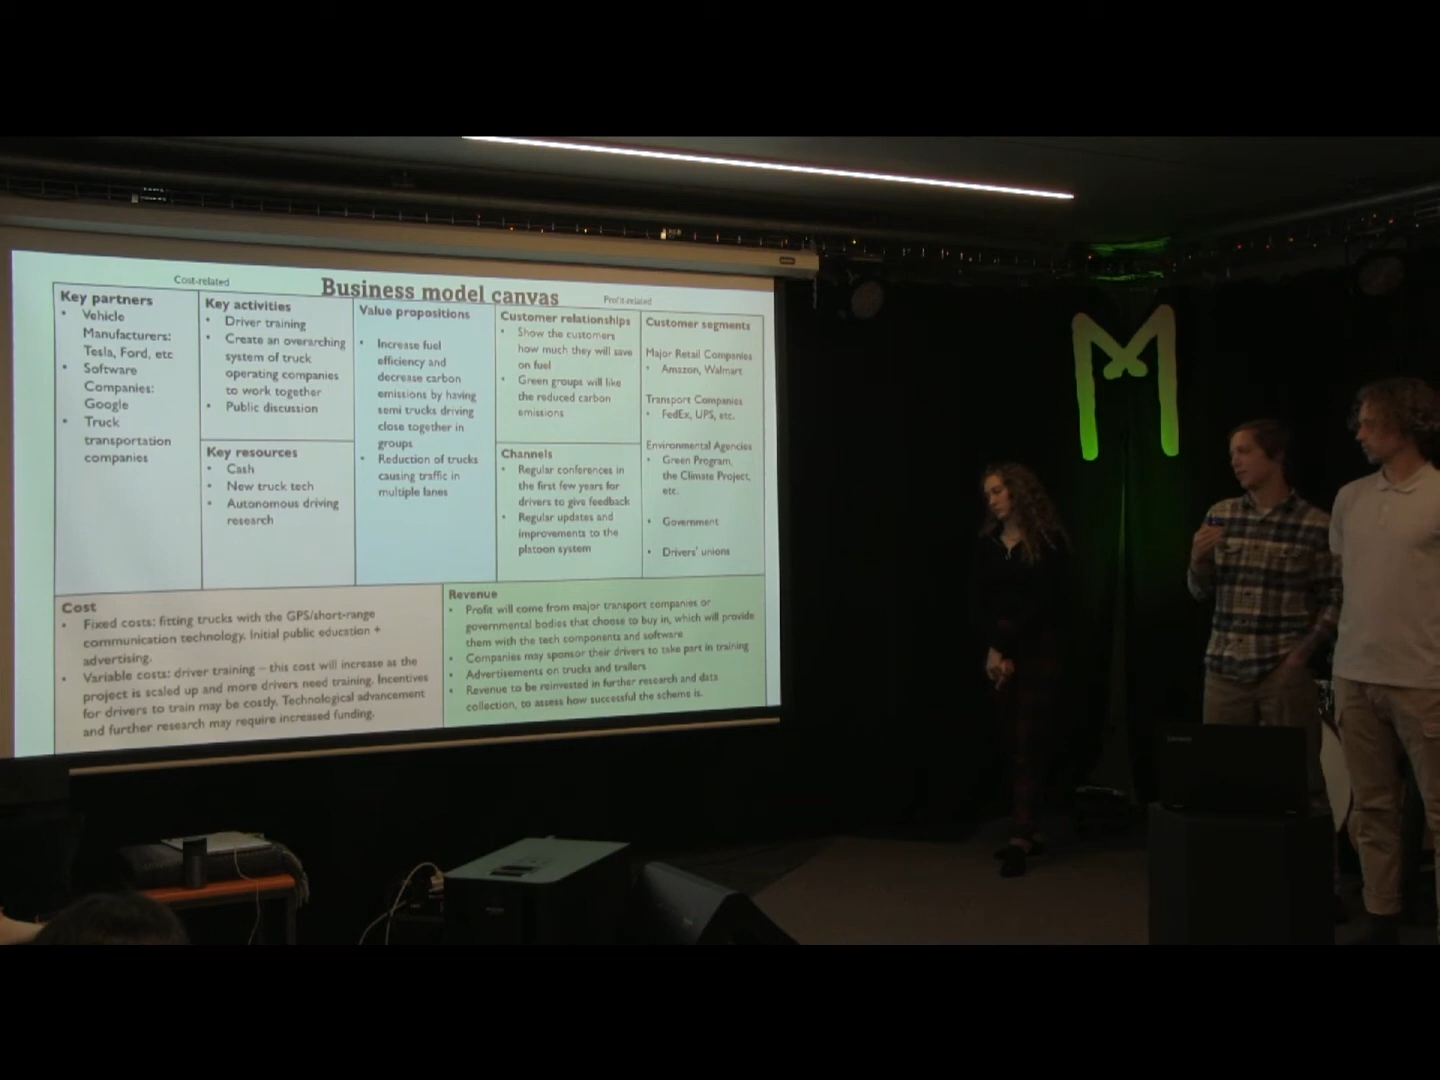 Cost-related
Business model canvas
Profit-related
Key partners
• Vehicle
Manufacturers:
Tesla, Ford, etc
• Software
Companies:
Google
• Truck
transportation
companies
Key activities
• Driver training
• Create an overarching
system of truck
operating companies
to work together
• Public discussion
Key resources
• Cash
• New truck tech
• Autonomous driving
research
Value propositions
• Increase fuel
efficiency and
decrease carbon
emissions by having
semi trucks driving
close together in
groups
• Reduction of trucks
causing traffic in
multiple lanes
Customer relationships
• Show the customers
how much they will save
on fuel
• Green groups will like
the reduced carbon
emissions
Channels
• Regular conferences in
the first few years for
drivers to give feedback
• Regular updates and
improvements to the
platoon system
Customer segments
Major Retail Companies
• Amazon, Walmart
Transport Companies
• FedEx, UPS, etc.
Environmental Agencies
• Green Program,
the Climate Project,
etc.
• Government
• Drivers' unions
Cost
• Fixed costs: fitting trucks with the GPS/short-range
communication technology. Initial public education +
advertising.
• Variable costs: driver training – this cost will increase as the
project is scaled up and more drivers need training. Incentives
for drivers to train may be costly. Technological advancement
and further research may require increased funding.
Revenue
• Profit will come from major transport companies or
governmental bodies that choose to buy in, which will provide
them with the tech components and software
• Companies may sponsor their drivers to take part in training
• Advertisements on trucks and trailers
• Revenue to be reinvested in further research and data
collection, to assess how successful the scheme is.
M
Lenovo